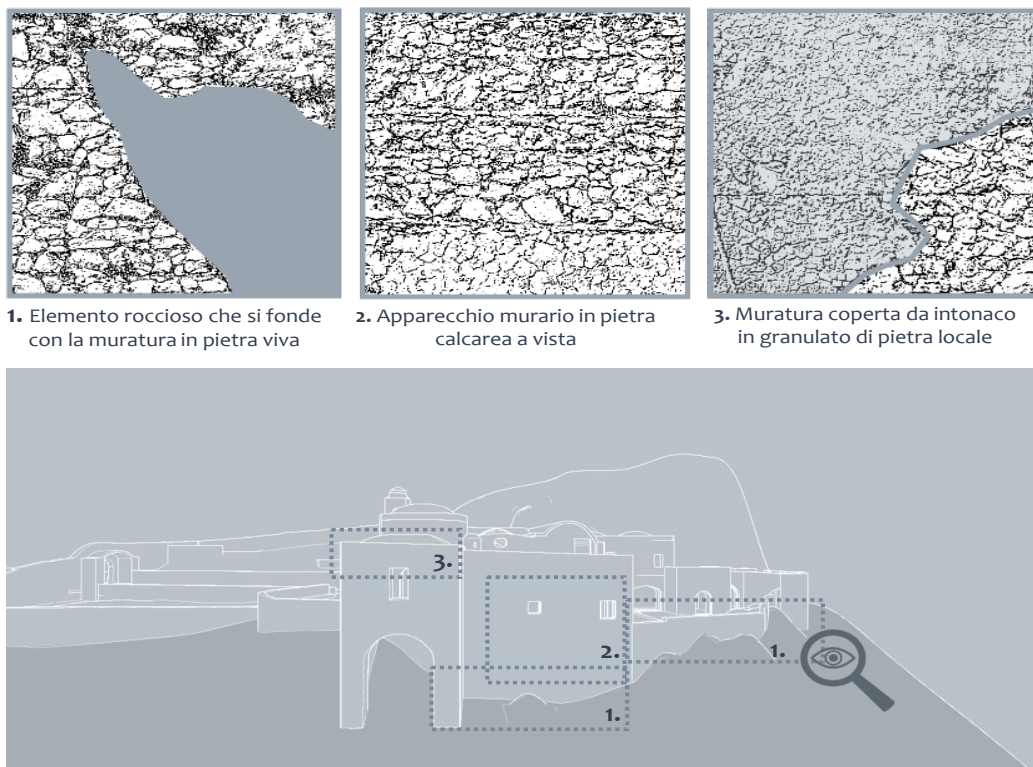 1. Elemento roccioso che si fonde
con la muratura in pietra viva
2. Apparecchio murario in pietra
calcarea a vista
3. Muratura coperta da intonaco
in granulato di pietra locale
3.
2.
1.
1.